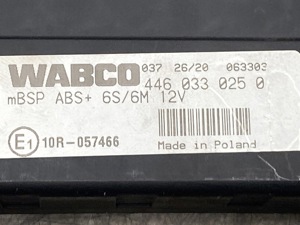 WABCO 037 26/20 063303
446 033 025 0
mBSP ABS+ 6S/6M 12V
E1 10R-057466 Made in Poland